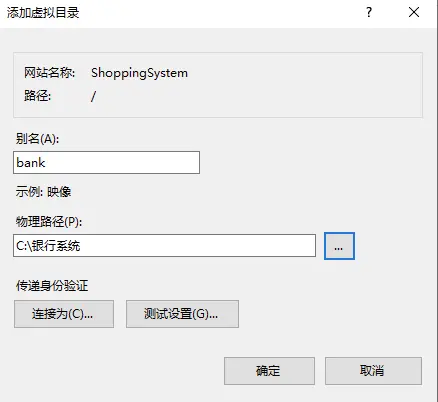 添加虚拟目录 ? ×
网站名称: ShoppingSystem
路径: /
别名(A):
bank
示例: 映像
物理路径(P):
C:\银行系统 ...
传递身份验证
连接为(C)... 测试设置(G)...
确定 取消